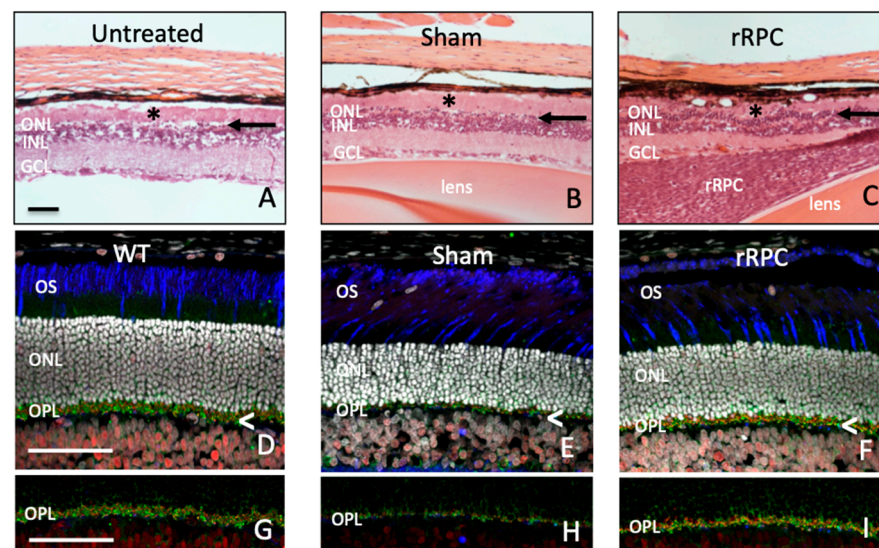 Untreated
*
ONL
INL
GCL
A
Sham
*
ONL
INL
GCL
lens
B
rRPC
*
ONL
INL
GCL
rRPC
lens
C
WT
OS
ONL
OPL
<
D
Sham
OS
ONL
OPL
<
E
rRPC
OS
ONL
OPL
<
F
OPL
G
OPL
H
OPL
I